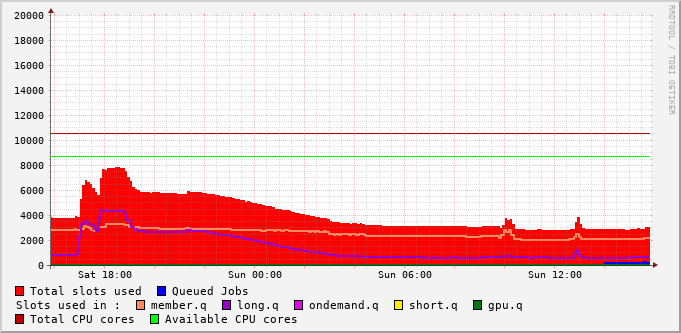 20000
18000
16000
14000
12000
10000
8000
6000
4000
2000
0
Sat 18:00 Sun 00:00 Sun 06:00 Sun 12:00
RRDTOOL / TOBI OETIKER
Total slots used Queued Jobs
Slots used in : member.q long.q ondemand.q short.q gpu.q
Total CPU cores Available CPU cores